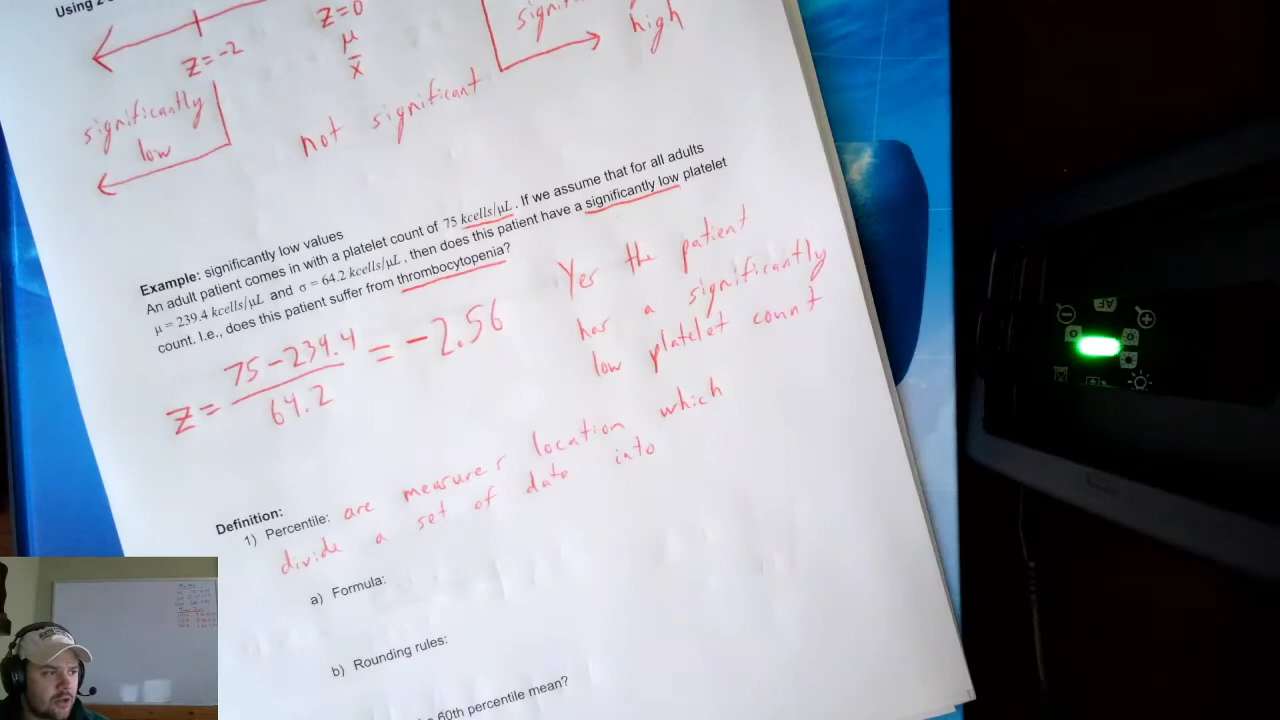 Using
z=-2
z=0
μ
x̄
significantly
low
not significant
high
Example: significantly low values
An adult patient comes in with a platelet count of 75 kcells/μL. If we assume that for all adults
μ = 239.4 kcells/μL and σ = 64.2 kcells/μL, then does this patient have a significantly low platelet
count. I.e., does this patient suffer from thrombocytopenia?
z = 75-239.4 / 64.2 = -2.56
Yes the patient
has a significantly
low platelet count
Definition:
1) Percentile: are measures location which
divide a set of data into
a) Formula:
b) Rounding rules:
60th percentile mean?
AF